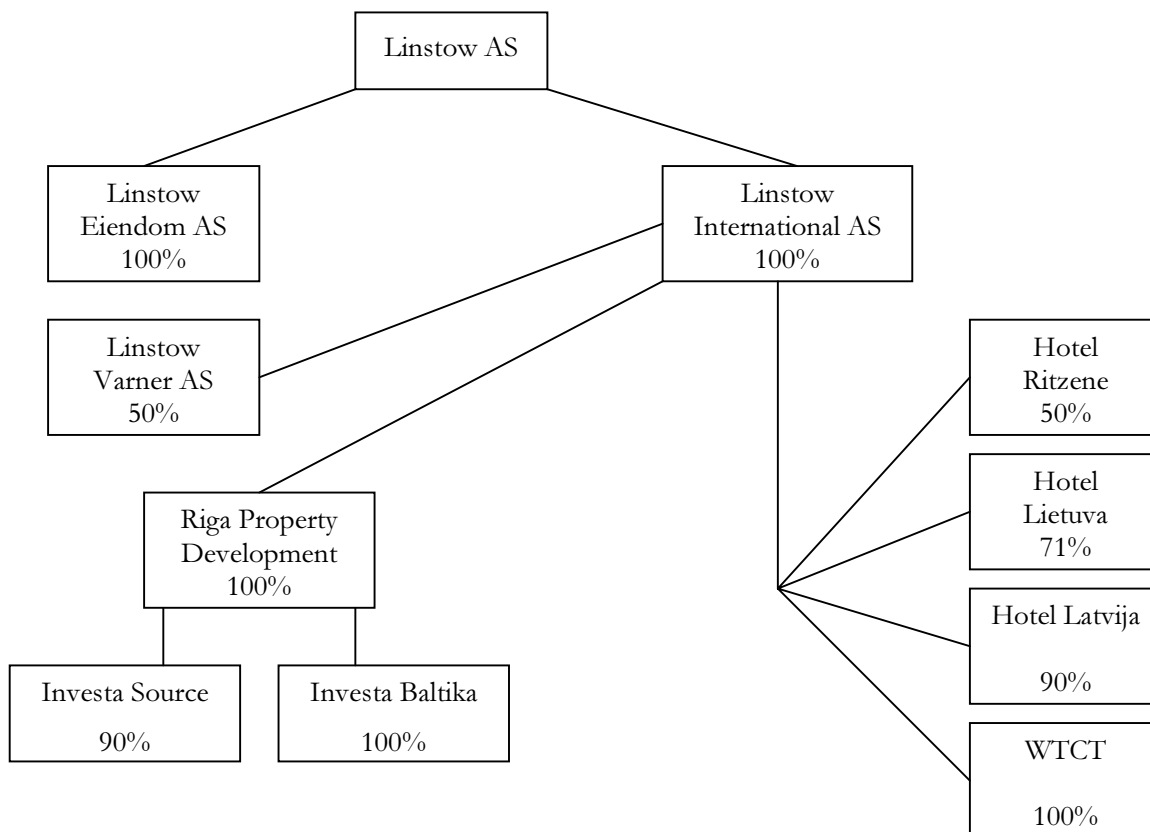 Linstow AS
Linstow
Eiendom AS
100%
Linstow
International AS
100%
Linstow
Varner AS
50%
Hotel
Ritzene
50%
Hotel
Lietuva
71%
Riga Property
Development
100%
Hotel Latvija
90%
Investa Source
90%
Investa Baltika
100%
WTCT
100%